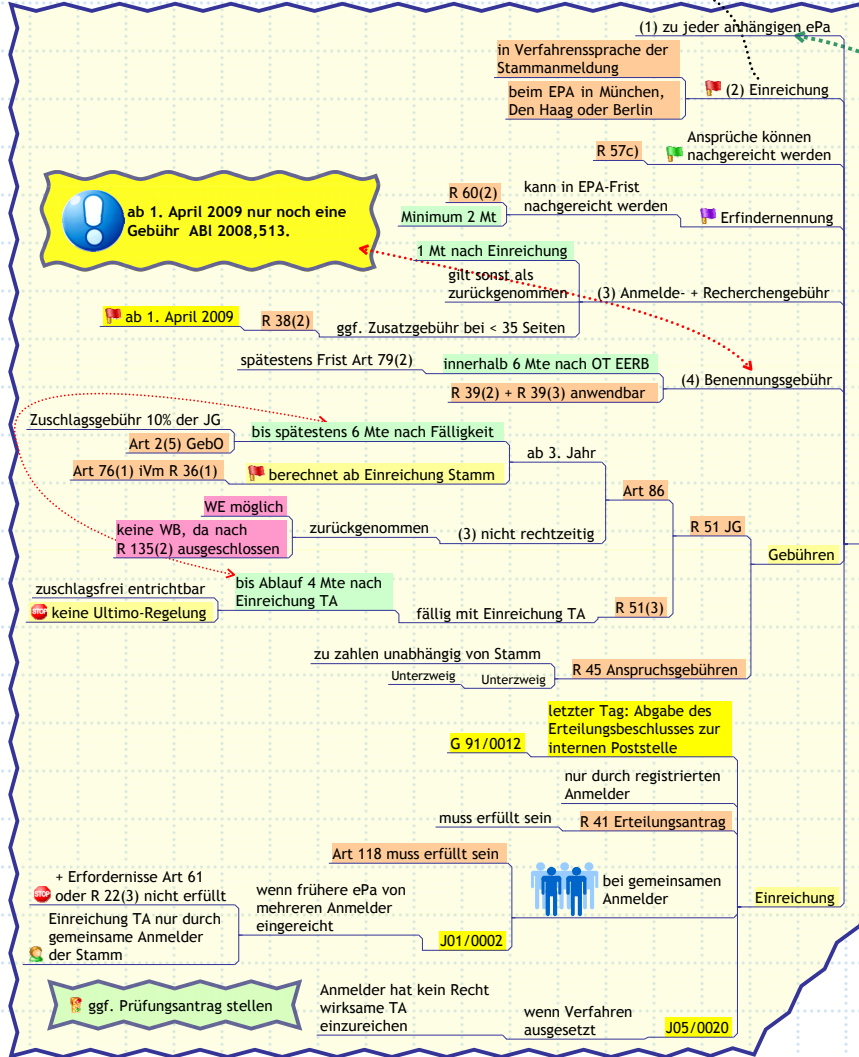 (1) zu jeder anhängigen ePa
in Verfahrenssprache der
Stammanmeldung
beim EPA in München,
Den Haag oder Berlin
(2) Einreichung
R 57c)
Ansprüche können
nachgereicht werden
R 60(2)
Minimum 2 Mt
kann in EPA-Frist
nachgereicht werden
Erfindernennung
ab 1. April 2009 nur noch eine
Gebühr ABl 2008,513.
1 Mt nach Einreichung
gilt sonst als
zurückgenommen
(3) Anmelde- + Recherchengebühr
ab 1. April 2009
R 38(2)
ggf. Zusatzgebühr bei < 35 Seiten
spätestens Frist Art 79(2)
innerhalb 6 Mte nach OT EERB
R 39(2) + R 39(3) anwendbar
(4) Benennungsgebühr
Zuschlagsgebühr 10% der JG
Art 2(5) GebO
bis spätestens 6 Mte nach Fälligkeit
Art 76(1) iVm R 36(1)
berechnet ab Einreichung Stamm
ab 3. Jahr
WE möglich
keine WB, da nach
R 135(2) ausgeschlossen
zurückgenommen
(3) nicht rechtzeitig
Art 86
R 51 JG
Gebühren
zuschlagsfrei entrichtbar
STOP keine Ultimo-Regelung
bis Ablauf 4 Mte nach
Einreichung TA
fällig mit Einreichung TA
R 51(3)
zu zahlen unabhängig von Stamm
Unterzweig
Unterzweig
R 45 Anspruchsgebühren
G 91/0012
letzter Tag: Abgabe des
Erteilungsbeschlusses zur
internen Poststelle
nur durch registrierten
Anmelder
muss erfüllt sein
R 41 Erteilungsantrag
Art 118 muss erfüllt sein
+ Erfordernisse Art 61
STOP oder R 22(3) nicht erfüllt
Einreichung TA nur durch
gemeinsame Anmelder
der Stamm
wenn frühere ePa von
mehreren Anmelder
eingereicht
J01/0002
bei gemeinsamen
Anmelder
Einreichung
ggf. Prüfungsantrag stellen
Anmelder hat kein Recht
wirksame TA
einzureichen
wenn Verfahren
ausgesetzt
J05/0020